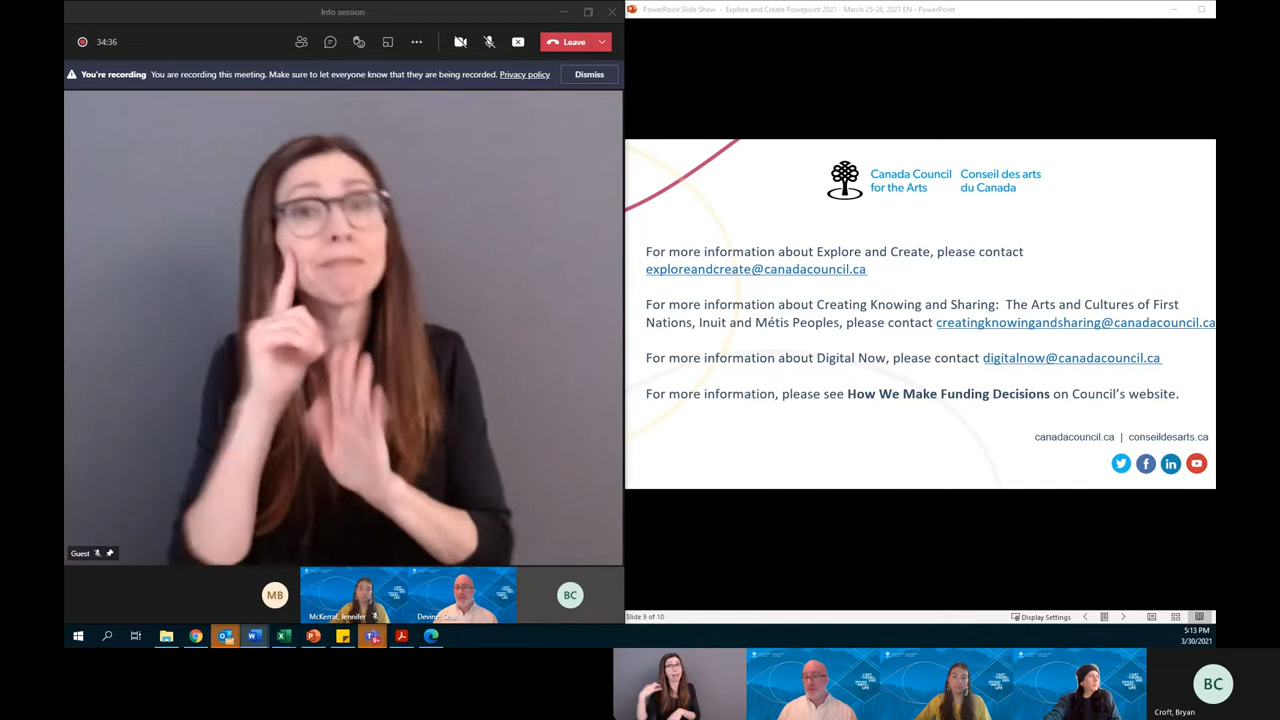 Info session
PowerPoint Slide Show - Explore and Create Powepoint 2021 - March 25-26, 2021 EN - PowerPoint
34:36
Leave
You're recording You are recording this meeting. Make sure to let everyone know that they are being recorded. Privacy policy
Dismiss
Canada Council
for the Arts
Conseil des arts
du Canada
For more information about Explore and Create, please contact
exploreandcreate@canadacouncil.ca
For more information about Creating Knowing and Sharing: The Arts and Cultures of First
Nations, Inuit and Métis Peoples, please contact creatingknowingandsharing@canadacouncil.ca
For more information about Digital Now, please contact digitalnow@canadacouncil.ca
For more information, please see How We Make Funding Decisions on Council's website.
canadacouncil.ca | conseildesarts.ca
Guest
MB
McKerral, Jennifer
BC
Slide 9 of 10
Display Settings
5:13 PM
3/30/2021
BC
Croft, Bryan